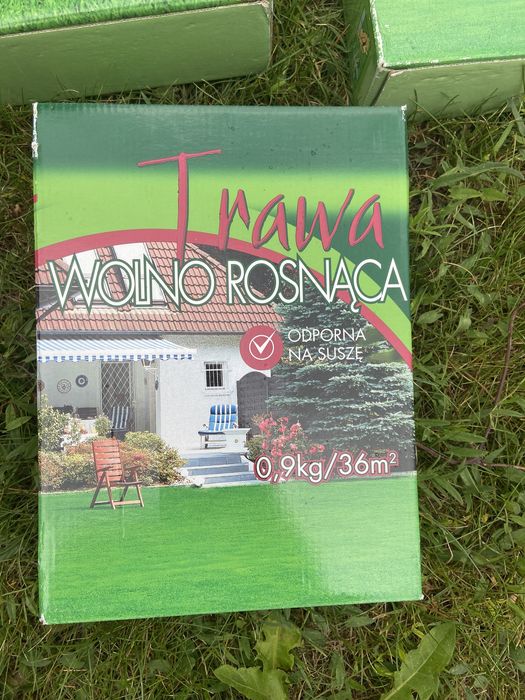 Trawa
WOLNO ROSNĄCA
ODPORNA
NA SUSZĘ
0,9kg/36m²